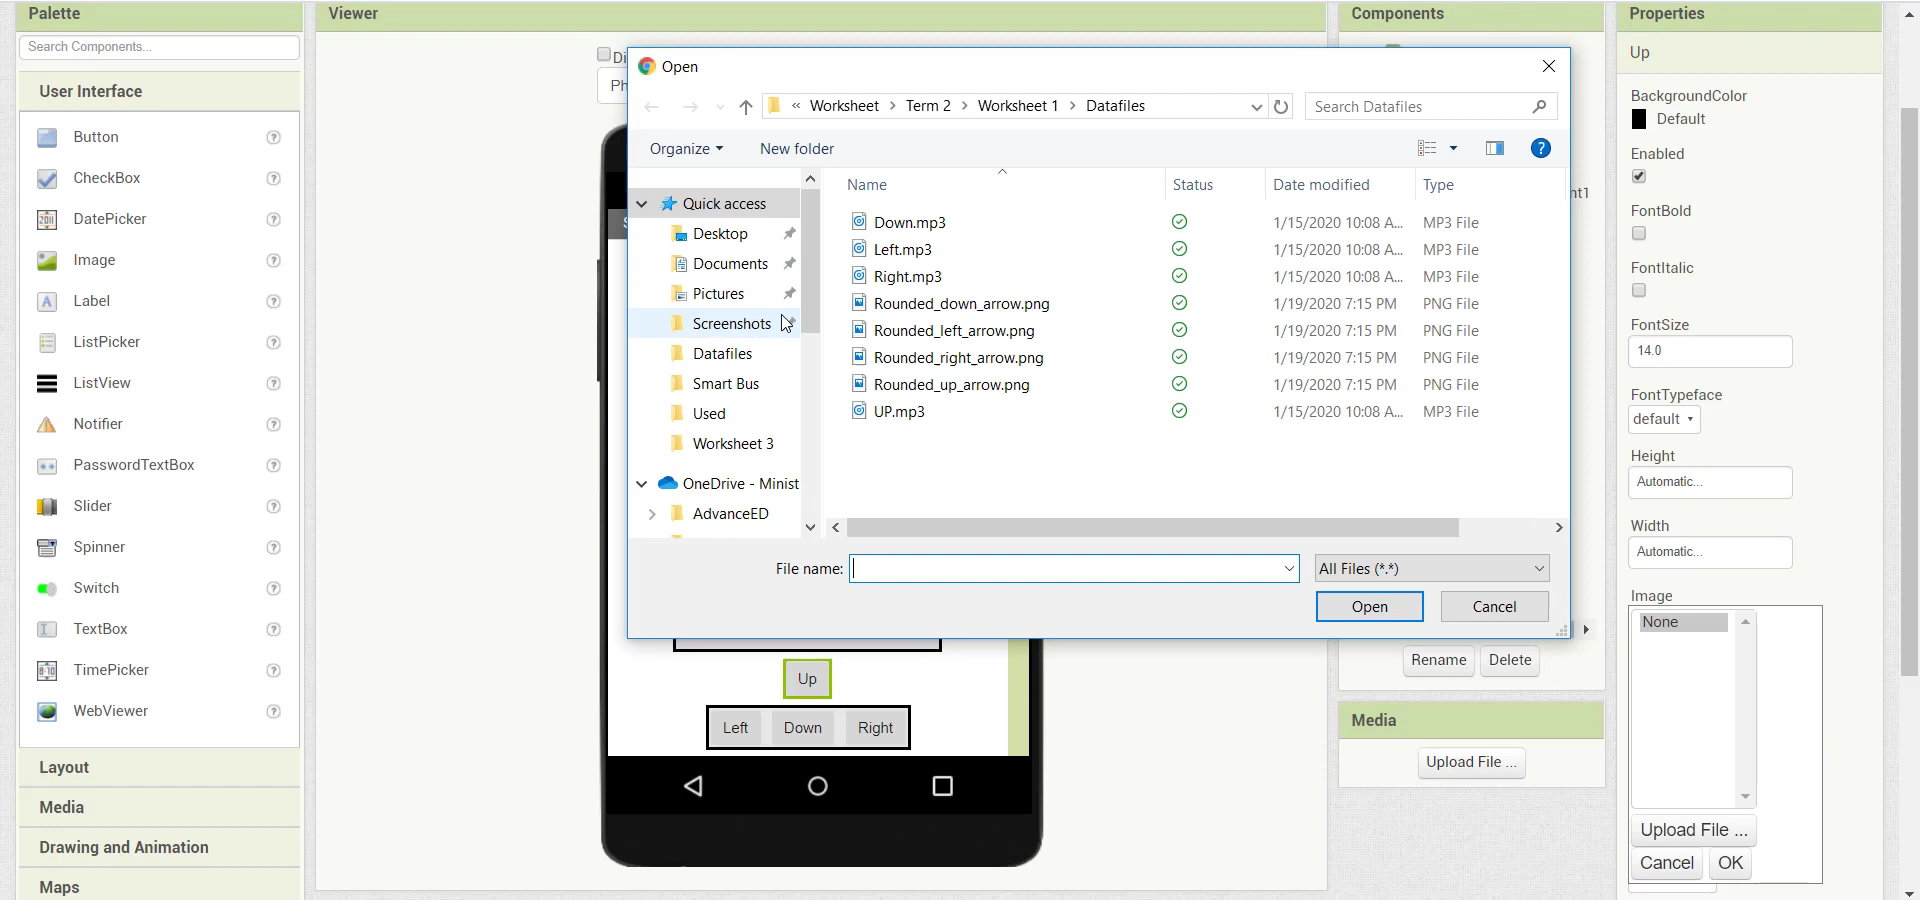 Palette
Viewer
Components
Properties
Search Components...
User Interface
Button
CheckBox
DatePicker
Image
Label
ListPicker
ListView
Notifier
PasswordTextBox
Slider
Spinner
Switch
TextBox
TimePicker
WebViewer
Layout
Media
Drawing and Animation
Maps
Open
« Worksheet > Term 2 > Worksheet 1 > Datafiles
Search Datafiles
Organize
New folder
Quick access
Desktop
Documents
Pictures
Screenshots
Datafiles
Smart Bus
Used
Worksheet 3
OneDrive - Minist
AdvanceED
Name Status Date modified Type
Down.mp3 1/15/2020 10:08 A... MP3 File
Left.mp3 1/15/2020 10:08 A... MP3 File
Right.mp3 1/15/2020 10:08 A... MP3 File
Rounded_down_arrow.png 1/19/2020 7:15 PM PNG File
Rounded_left_arrow.png 1/19/2020 7:15 PM PNG File
Rounded_right_arrow.png 1/19/2020 7:15 PM PNG File
Rounded_up_arrow.png 1/19/2020 7:15 PM PNG File
UP.mp3 1/15/2020 10:08 A... MP3 File
File name:
All Files (*.*)
Open
Cancel
Up
Left Down Right
Rename Delete
Media
Upload File ...
Up
BackgroundColor
Default
Enabled
FontBold
FontItalic
FontSize
14.0
FontTypeface
default
Height
Automatic...
Width
Automatic...
Image
None
Upload File ...
Cancel OK